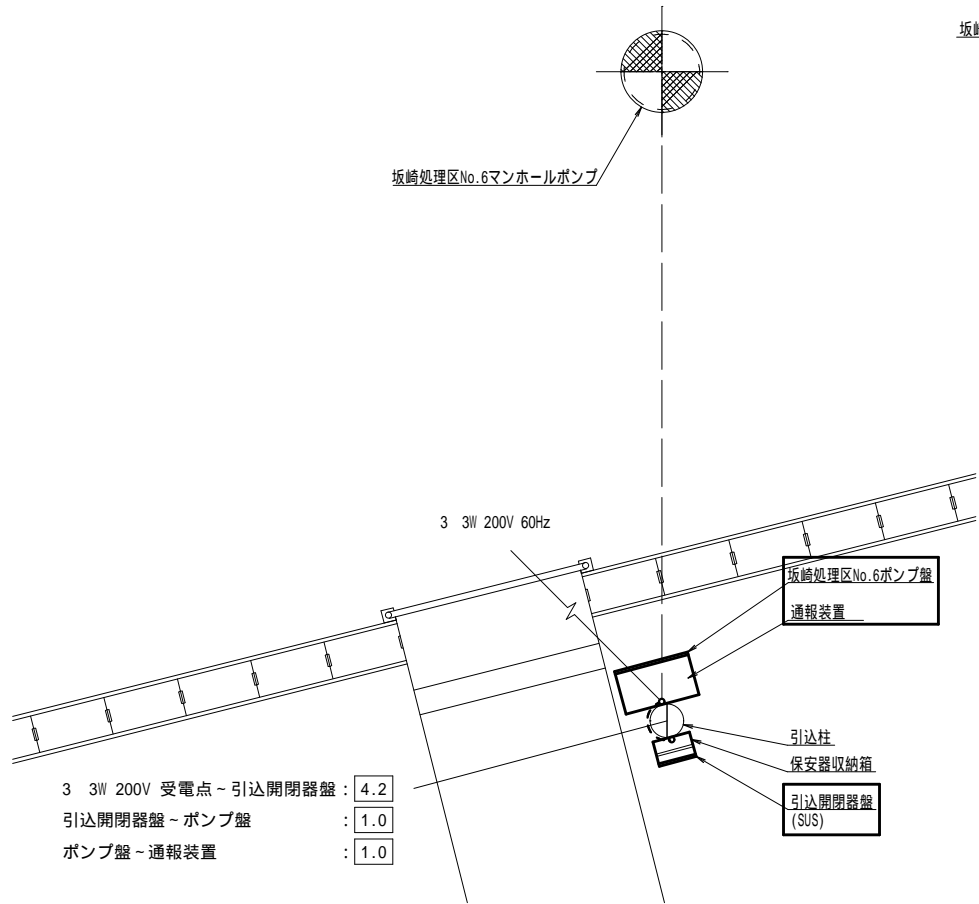 坂崎
坂崎処理区No.6マンホールポンプ
3 3W 200V 60Hz
坂崎処理区No.6ポンプ盤
通報装置
引込柱
保安器収納箱
引込開閉器盤
(SUS)
3 3W 200V 受電点~引込開閉器盤 : 4.2
引込開閉器盤~ポンプ盤 : 1.0
ポンプ盤~通報装置 : 1.0